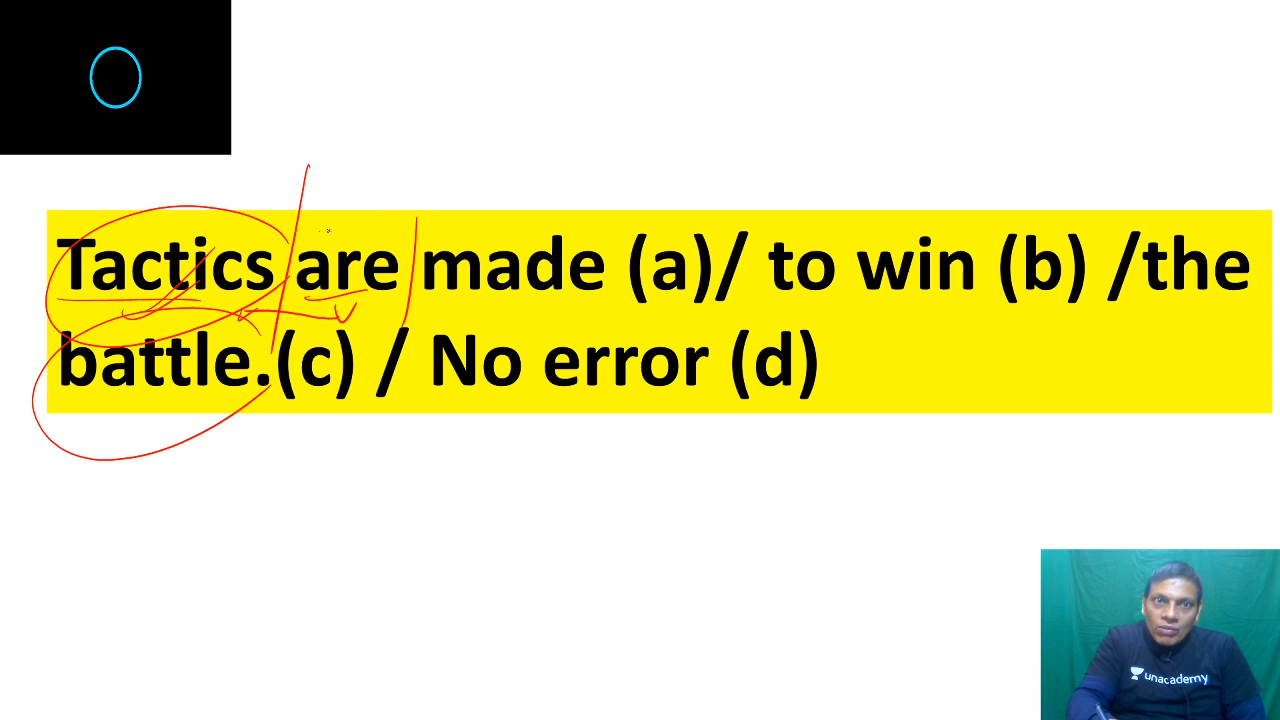 Tactics are made (a)/ to win (b) /the
battle.(c) / No error (d)
unacademy